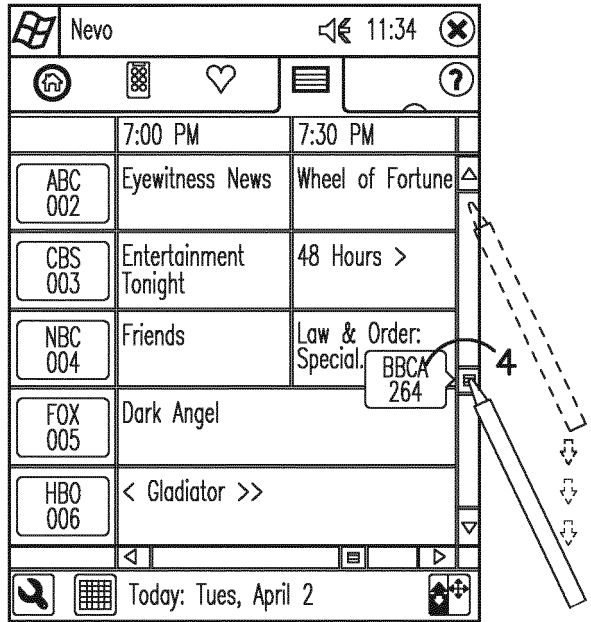 Nevo 11:34
?
7:00 PM 7:30 PM
ABC
002
Eyewitness News
Wheel of Fortune
CBS
003
Entertainment
Tonight
48 Hours >
NBC
004
Friends
Law & Order:
Special.
BBCA
264
4
FOX
005
Dark Angel
HBO
006
< Gladiator >>
Today: Tues, April 2